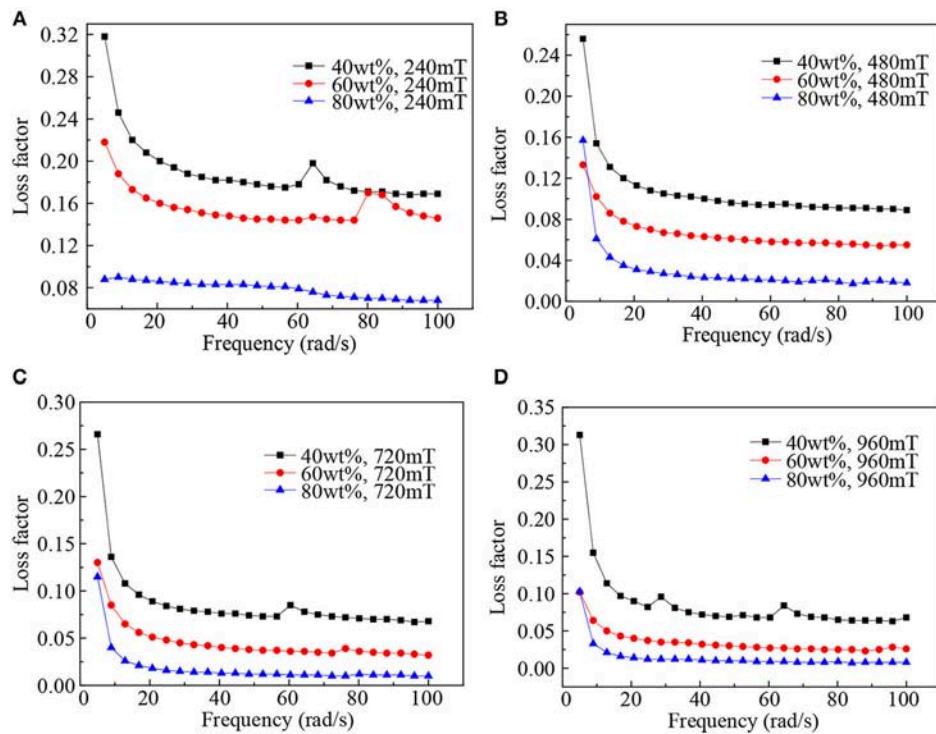 A
0.32
0.28
0.24
0.20
0.16
0.12
0.08
Loss factor
40wt%, 240mT
60wt%, 240mT
80wt%, 240mT
0 20 40 60 80 100
Frequency (rad/s)
B
0.24
0.20
0.16
0.12
0.08
0.04
0.00
Loss factor
40wt%, 480mT
60wt%, 480mT
80wt%, 480mT
0 20 40 60 80 100
Frequency (rad/s)
C
0.30
0.25
0.20
0.15
0.10
0.05
0.00
Loss factor
40wt%, 720mT
60wt%, 720mT
80wt%, 720mT
0 20 40 60 80 100
Frequency (rad/s)
D
0.35
0.30
0.25
0.20
0.15
0.10
0.05
0.00
Loss factor
40wt%, 960mT
60wt%, 960mT
80wt%, 960mT
0 20 40 60 80 100
Frequency (rad/s)